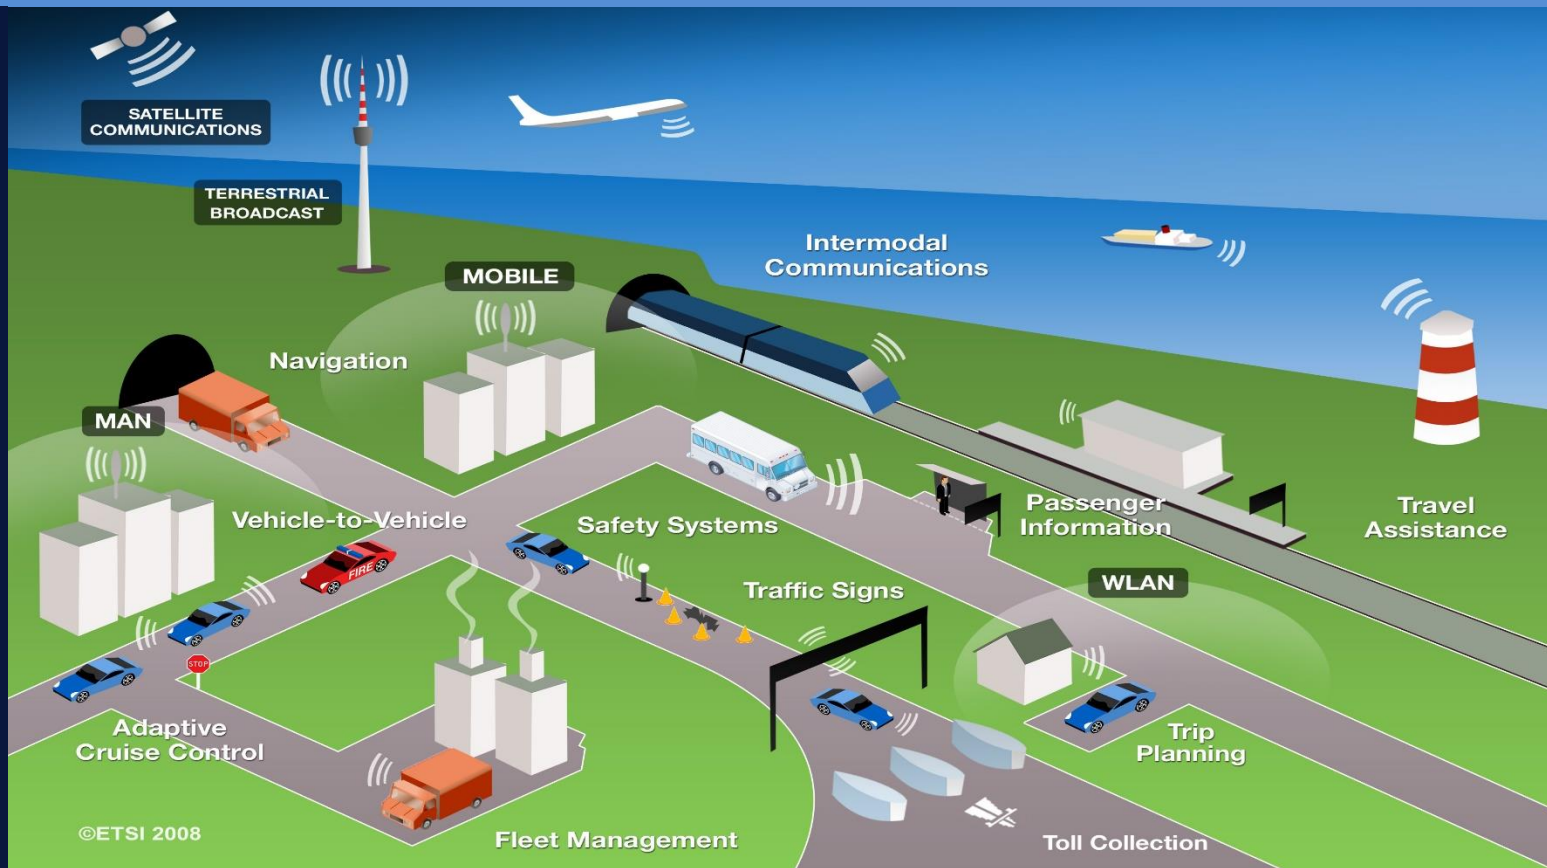 SATELLITE
COMMUNICATIONS
TERRESTRIAL
BROADCAST
Intermodal
Communications
MOBILE
Navigation
MAN
Vehicle-to-Vehicle
Safety Systems
Passenger
Information
Travel
Assistance
FIRE
Traffic Signs
WLAN
STOP
Adaptive
Cruise Control
Trip
Planning
©ETSI 2008
Fleet Management
Toll Collection